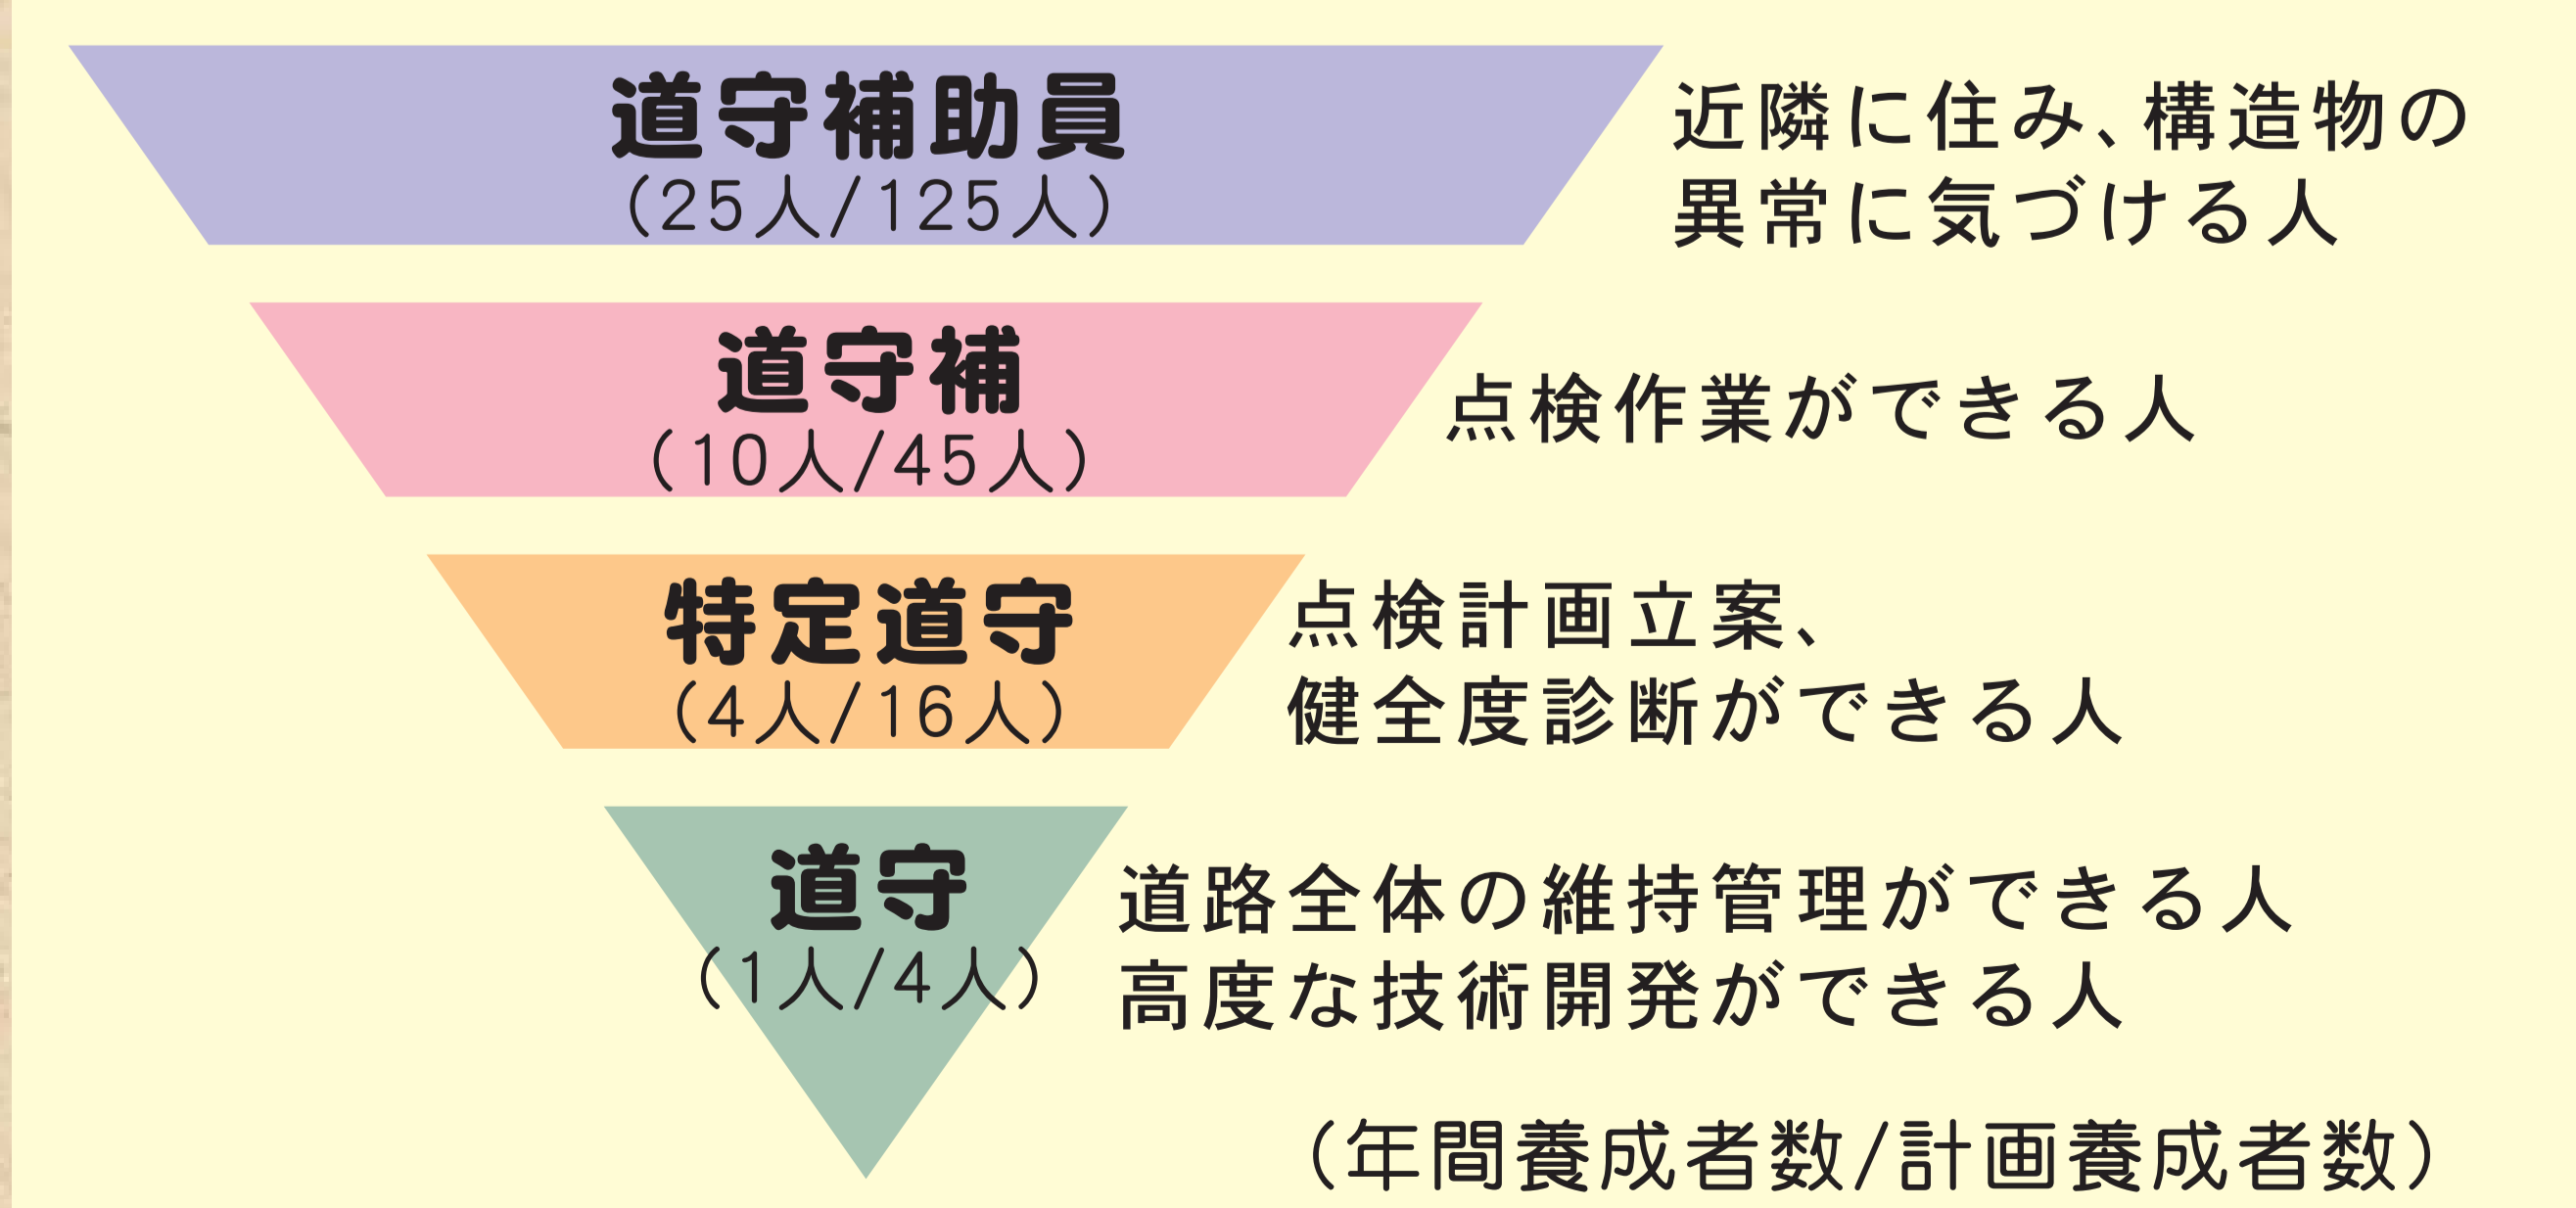 道守補助員
(25人/125人)
近隣に住み、構造物の
異常に気づける人
道守補
(10人/45人)
点検作業ができる人
特定道守
(4人/16人)
点検計画立案、
健全度診断ができる人
道守
(1人/4人)
道路全体の維持管理ができる人
高度な技術開発ができる人
(年間養成者数/計画養成者数)